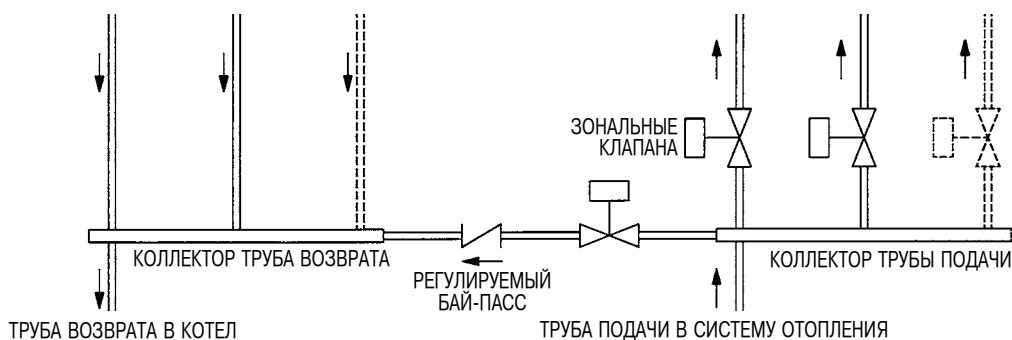 ЗОНАЛЬНЫЕ
КЛАПАНА
КОЛЛЕКТОР ТРУБА ВОЗВРАТА
КОЛЛЕКТОР ТРУБЫ ПОДАЧИ
РЕГУЛИРУЕМЫЙ
БАЙ-ПАСС
ТРУБА ВОЗВРАТА В КОТЕЛ
ТРУБА ПОДАЧИ В СИСТЕМУ ОТОПЛЕНИЯ